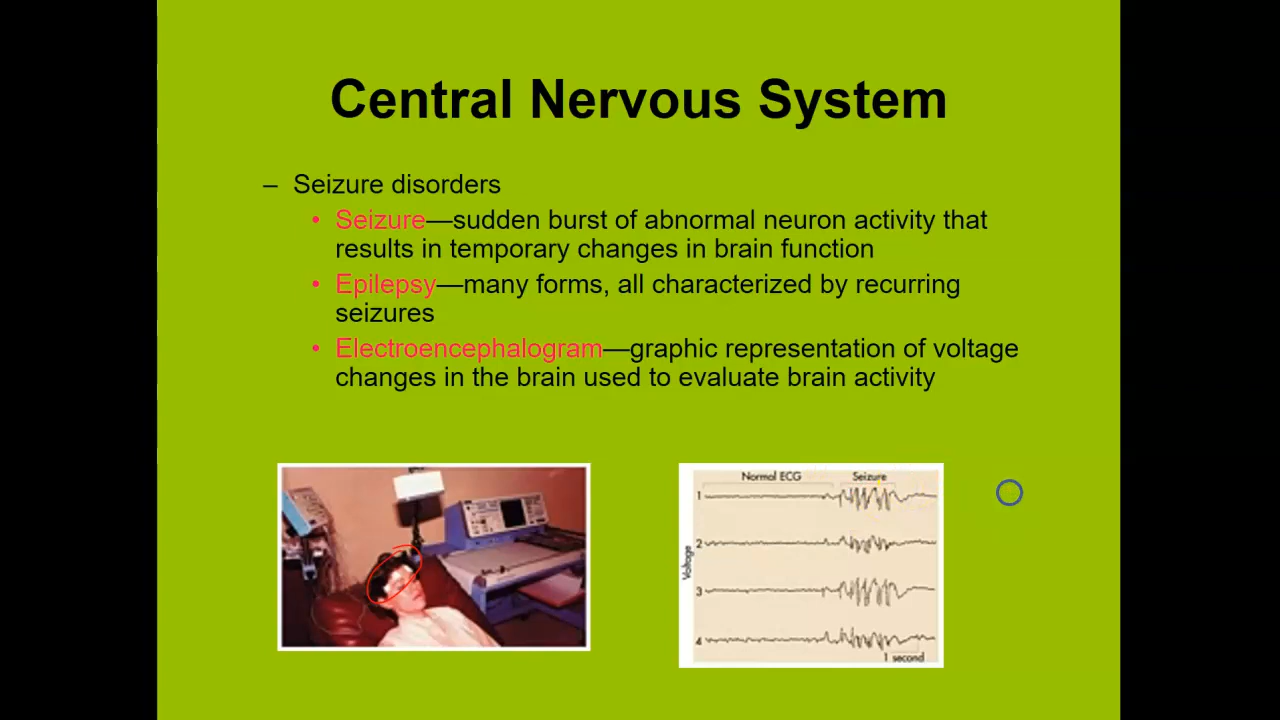 Central Nervous System
– Seizure disorders
• Seizure—sudden burst of abnormal neuron activity that
results in temporary changes in brain function
• Epilepsy—many forms, all characterized by recurring
seizures
• Electroencephalogram—graphic representation of voltage
changes in the brain used to evaluate brain activity
Normal ECG Seizure
1
2
Voltage
3
4
1 second